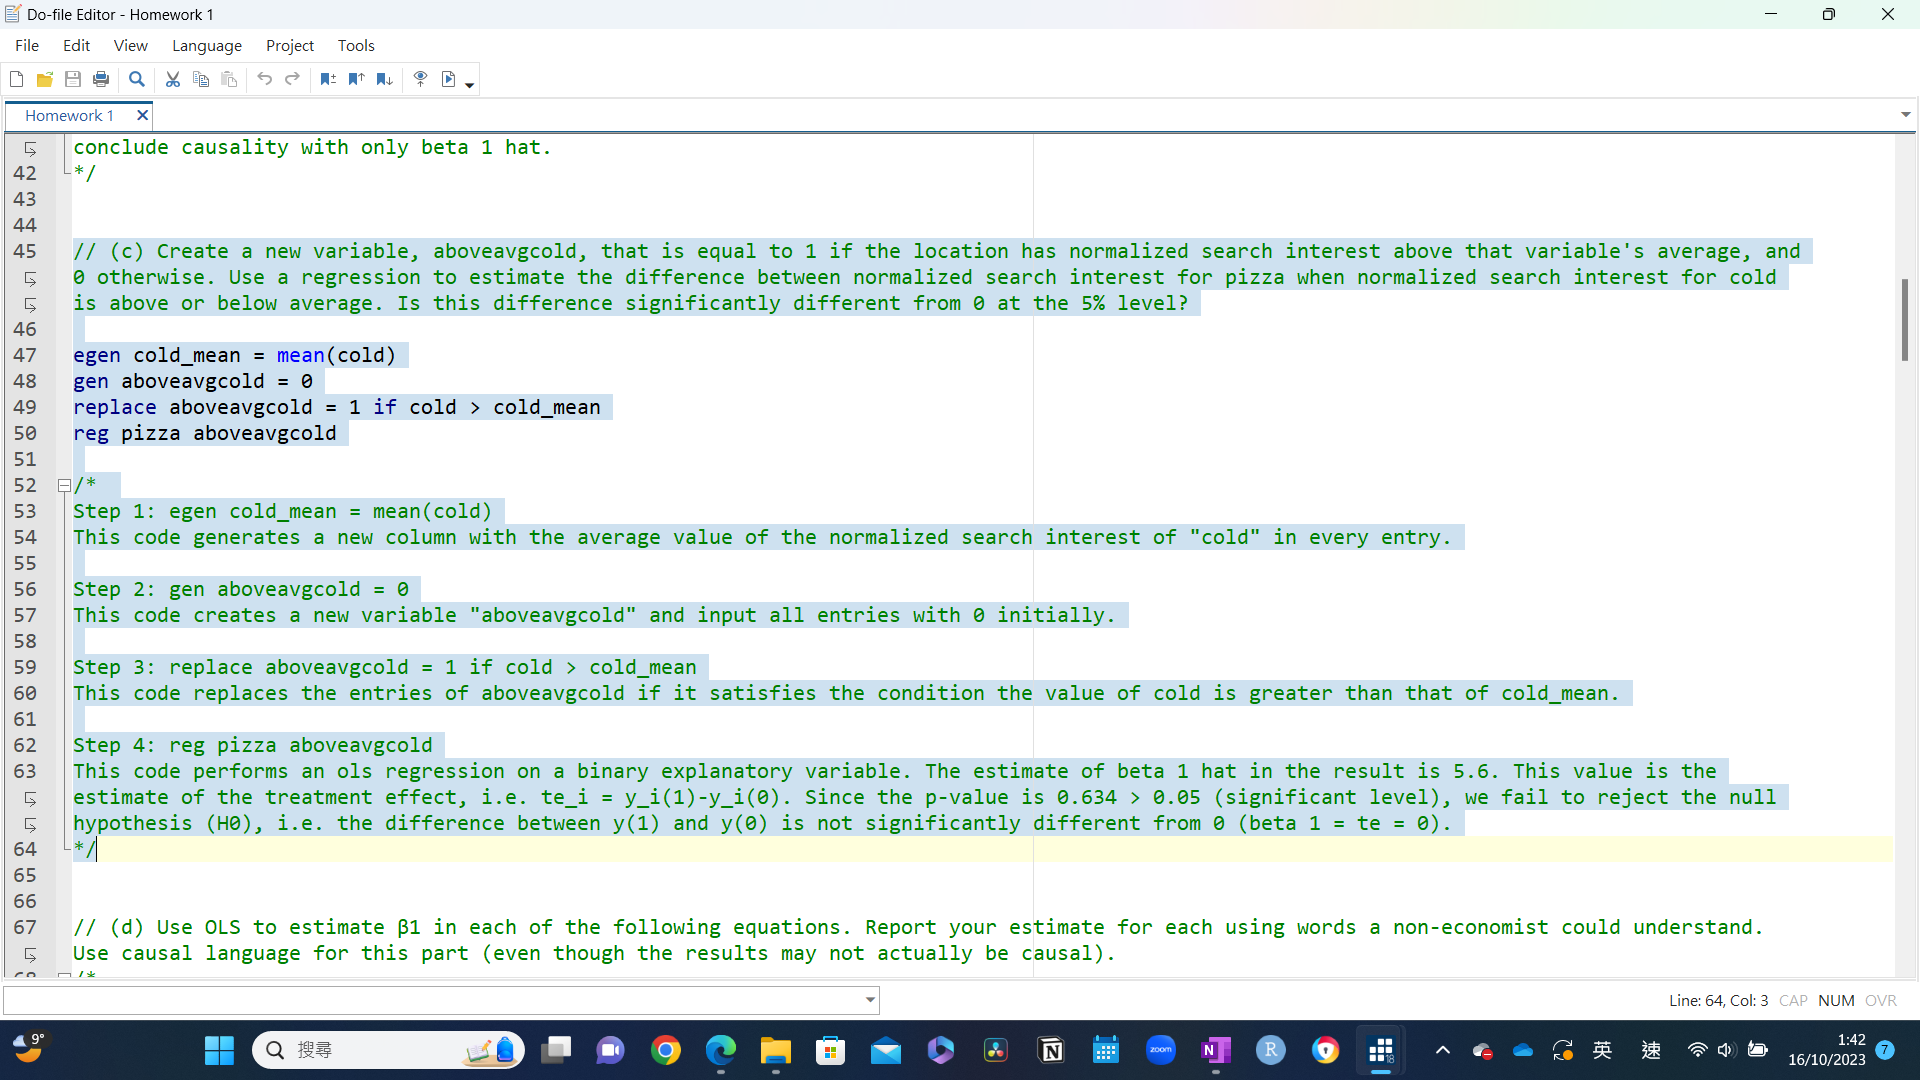 Do-file Editor - Homework 1
File Edit View Language Project Tools
Homework 1
conclude causality with only beta 1 hat.
42 */
43
44
45 // (c) Create a new variable, aboveavgcold, that is equal to 1 if the location has normalized search interest above that variable's average, and
0 otherwise. Use a regression to estimate the difference between normalized search interest for pizza when normalized search interest for cold
is above or below average. Is this difference significantly different from 0 at the 5% level?
46
47 egen cold_mean = mean(cold)
48 gen aboveavgcold = 0
49 replace aboveavgcold = 1 if cold > cold_mean
50 reg pizza aboveavgcold
51
52 /*
53 Step 1: egen cold_mean = mean(cold)
54 This code generates a new column with the average value of the normalized search interest of "cold" in every entry.
55
56 Step 2: gen aboveavgcold = 0
57 This code creates a new variable "aboveavgcold" and input all entries with 0 initially.
58
59 Step 3: replace aboveavgcold = 1 if cold > cold_mean
60 This code replaces the entries of aboveavgcold if it satisfies the condition the value of cold is greater than that of cold_mean.
61
62 Step 4: reg pizza aboveavgcold
63 This code performs an ols regression on a binary explanatory variable. The estimate of beta 1 hat in the result is 5.6. This value is the
estimate of the treatment effect, i.e. te_i = y_i(1)-y_i(0). Since the p-value is 0.634 > 0.05 (significant level), we fail to reject the null
hypothesis (H0), i.e. the difference between y(1) and y(0) is not significantly different from 0 (beta 1 = te = 0).
64 */
65
66
67 // (d) Use OLS to estimate β1 in each of the following equations. Report your estimate for each using words a non-economist could understand.
Use causal language for this part (even though the results may not actually be causal).
68 /*
Line: 64, Col: 3 CAP NUM OVR
9°
搜尋
zoom
N
R
18
英
速
1:42
16/10/2023
7